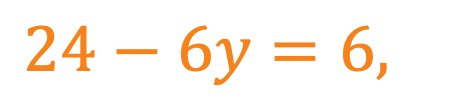 24 − 6y = 6,